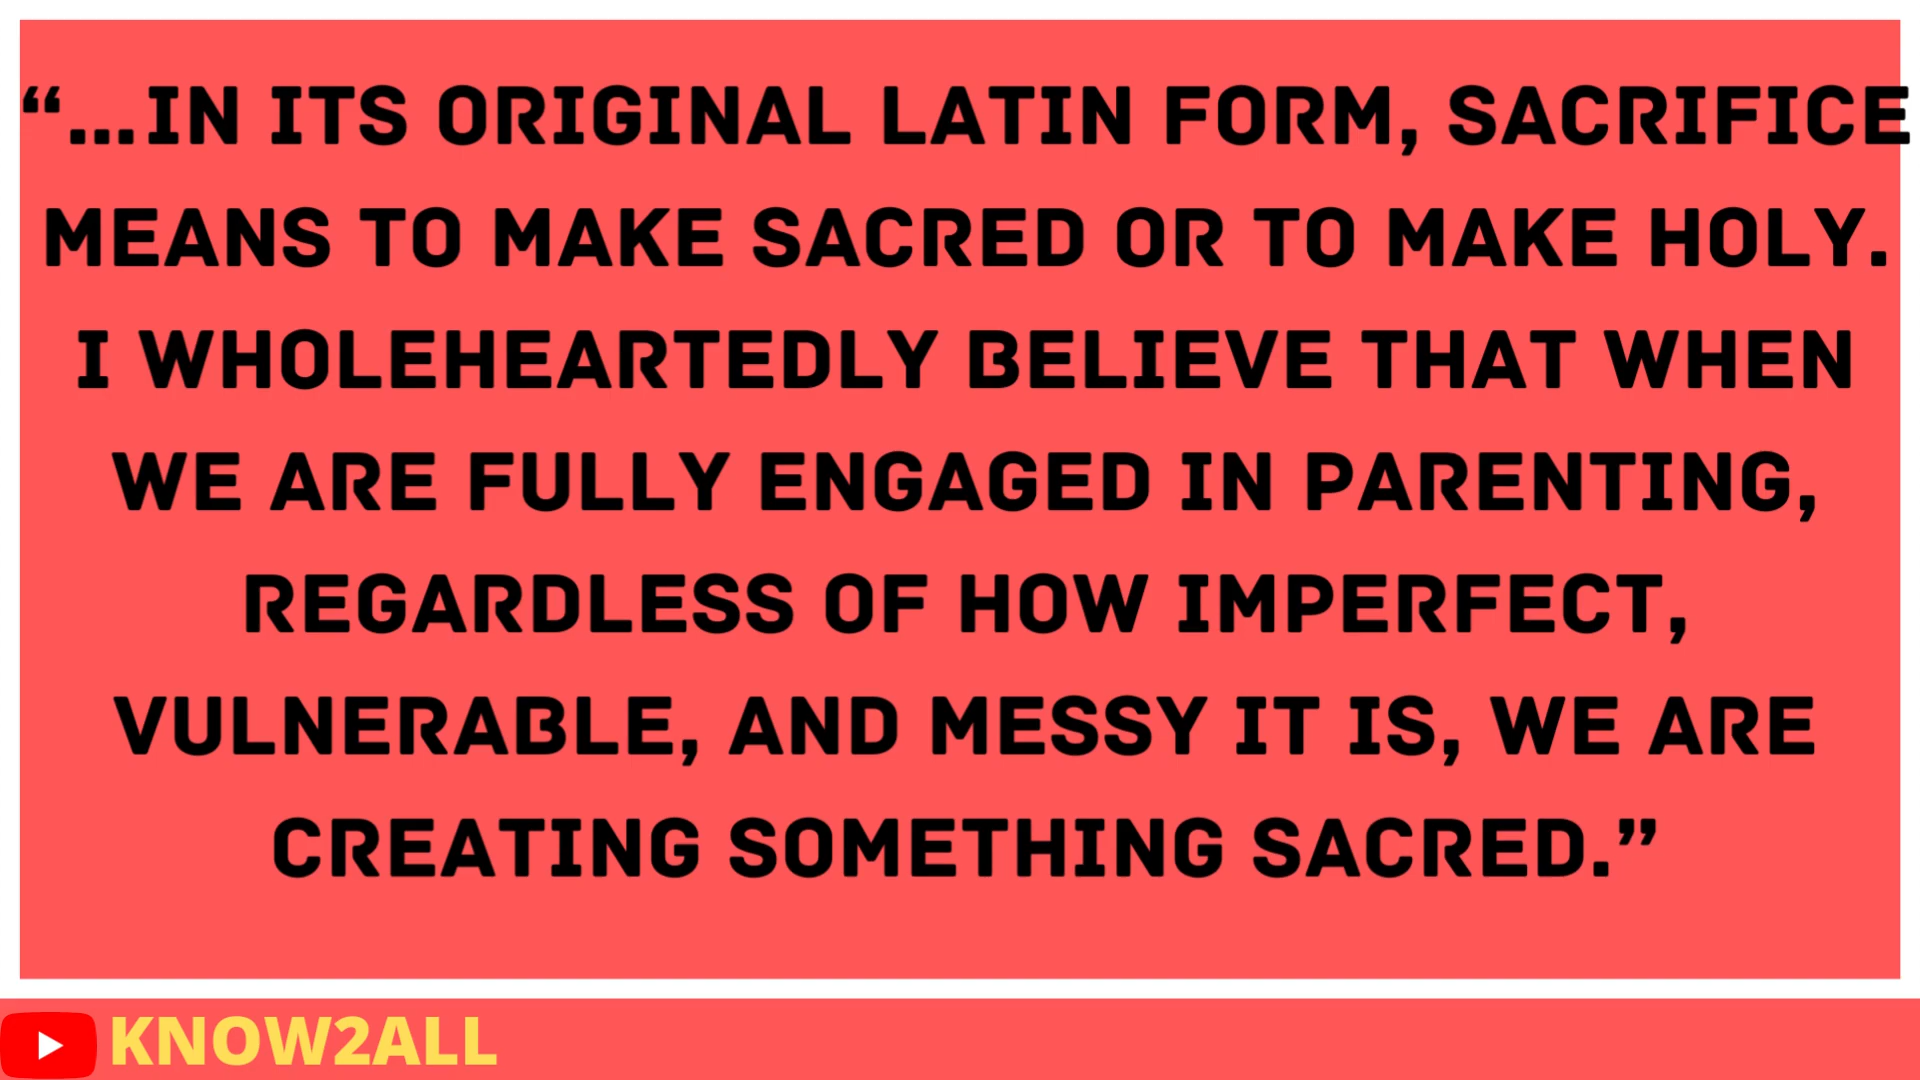 “...IN ITS ORIGINAL LATIN FORM, SACRIFICE
MEANS TO MAKE SACRED OR TO MAKE HOLY.
I WHOLEHEARTEDLY BELIEVE THAT WHEN
WE ARE FULLY ENGAGED IN PARENTING,
REGARDLESS OF HOW IMPERFECT,
VULNERABLE, AND MESSY IT IS, WE ARE
CREATING SOMETHING SACRED.”
KNOW2ALL